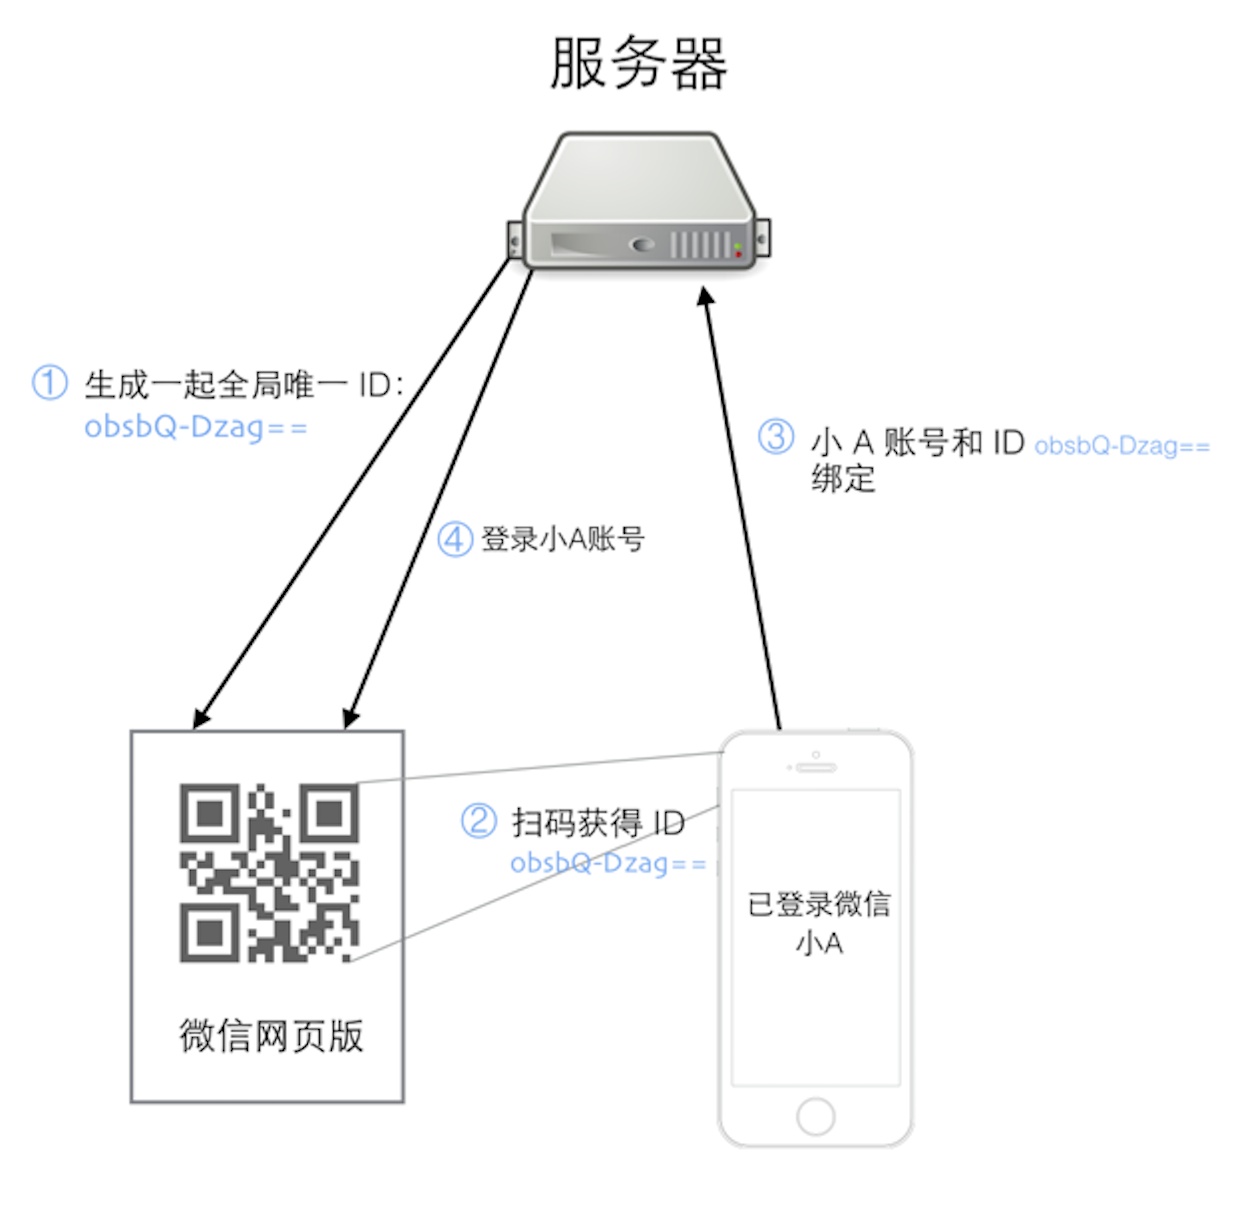 服务器
① 生成一起全局唯一 ID：
obsbQ-Dzag==
③ 小 A 账号和 ID obsbQ-Dzag==
绑定
④ 登录小A账号
② 扫码获得 ID
obsbQ-Dzag==
已登录微信
小A
微信网页版